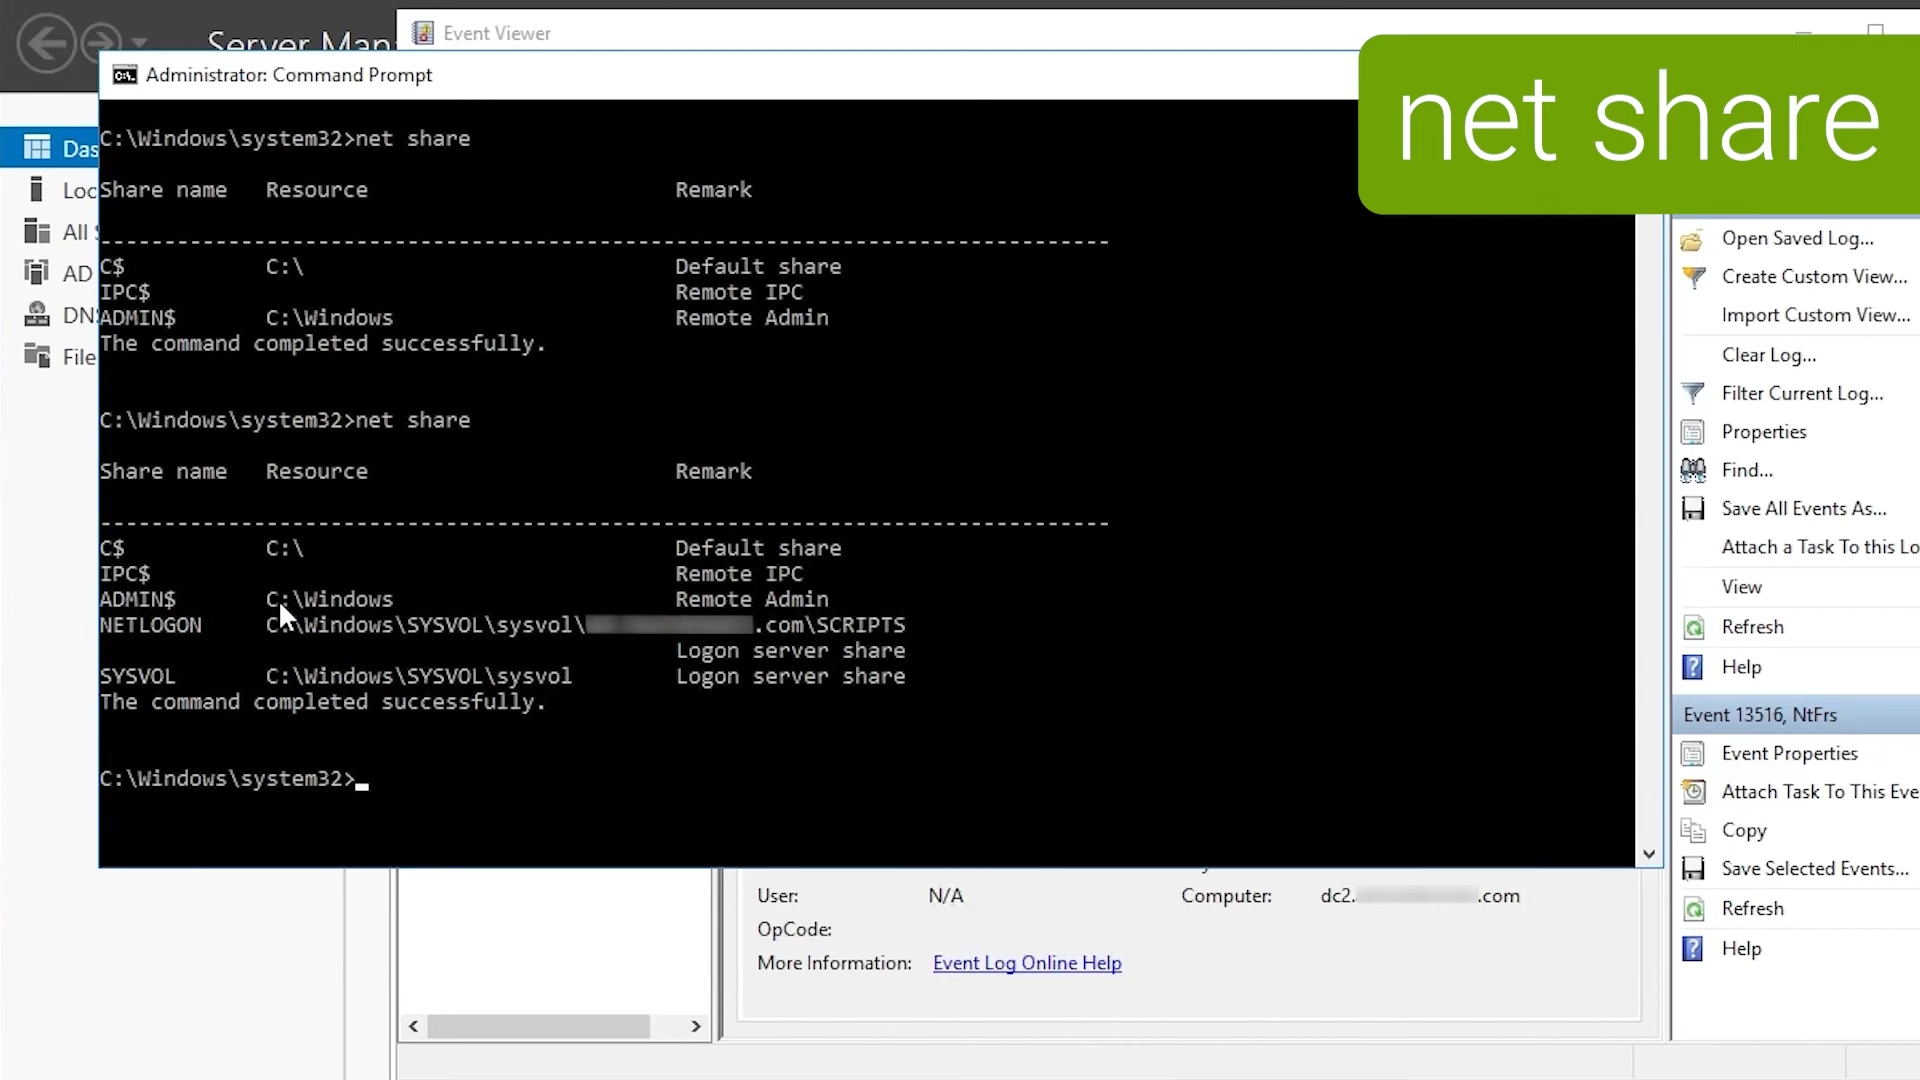 Server Man
Event Viewer
Administrator: Command Prompt
net share
C:\Windows\system32>net share
Share name Resource Remark
-------------------------------------------------------------------------------
C$ C:\ Default share
IPC$ Remote IPC
ADMIN$ C:\Windows Remote Admin
The command completed successfully.
C:\Windows\system32>net share
Share name Resource Remark
-------------------------------------------------------------------------------
C$ C:\ Default share
IPC$ Remote IPC
ADMIN$ C:\Windows Remote Admin
NETLOGON C:\Windows\SYSVOL\sysvol\ .com\SCRIPTS
Logon server share
SYSVOL C:\Windows\SYSVOL\sysvol Logon server share
The command completed successfully.
C:\Windows\system32>
Das
Loc
All S
AD
DNS
File
Open Saved Log...
Create Custom View...
Import Custom View...
Clear Log...
Filter Current Log...
Properties
Find...
Save All Events As...
Attach a Task To this Lo
View
Refresh
Help
Event 13516, NtFrs
Event Properties
Attach Task To This Eve
Copy
Save Selected Events...
Refresh
Help
User: N/A Computer: dc2. .com
OpCode:
More Information: Event Log Online Help